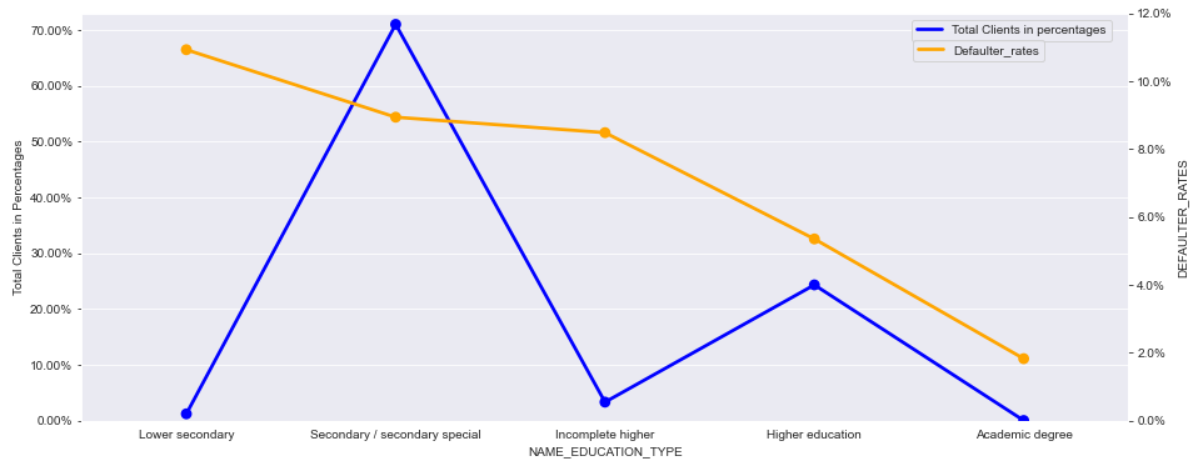 Total Clients in percentages
Defaulter_rates
Total Clients in Percentages
70.00%
60.00%
50.00%
40.00%
30.00%
20.00%
10.00%
0.00%
12.0%
10.0%
8.0%
6.0%
4.0%
2.0%
0.0%
DEFAULTER_RATES
Lower secondary
Secondary / secondary special
Incomplete higher
Higher education
Academic degree
NAME_EDUCATION_TYPE